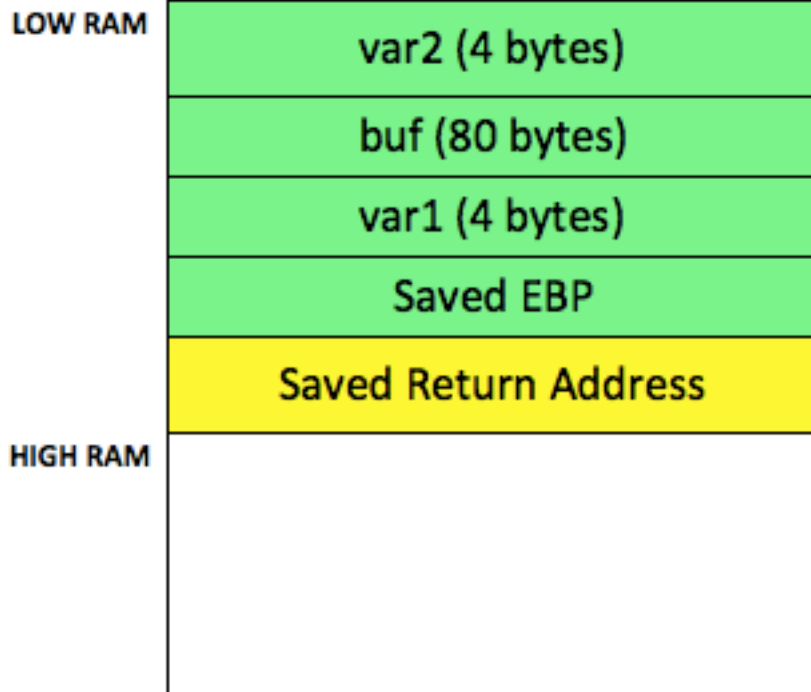 LOW RAM
var2 (4 bytes)
buf (80 bytes)
var1 (4 bytes)
Saved EBP
Saved Return Address
HIGH RAM